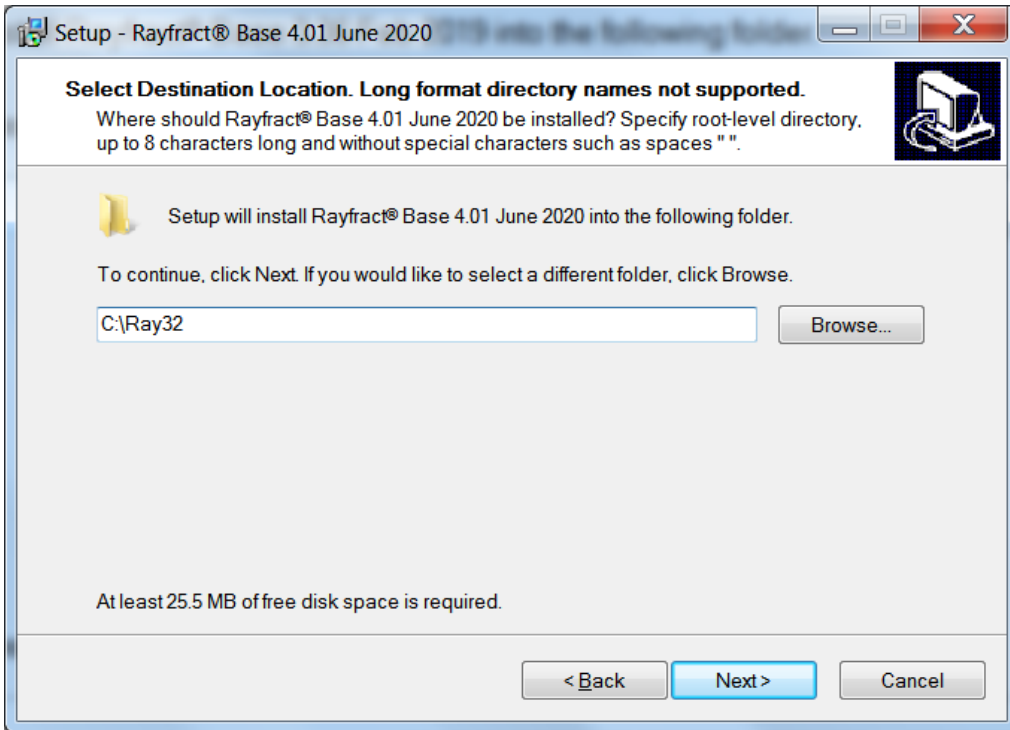 Setup - Rayfract® Base 4.01 June 2020
Select Destination Location. Long format directory names not supported.
Where should Rayfract® Base 4.01 June 2020 be installed? Specify root-level directory,
up to 8 characters long and without special characters such as spaces " ".
Setup will install Rayfract® Base 4.01 June 2020 into the following folder.
To continue, click Next. If you would like to select a different folder, click Browse.
C:\Ray32
Browse...
At least 25.5 MB of free disk space is required.
< Back
Next >
Cancel